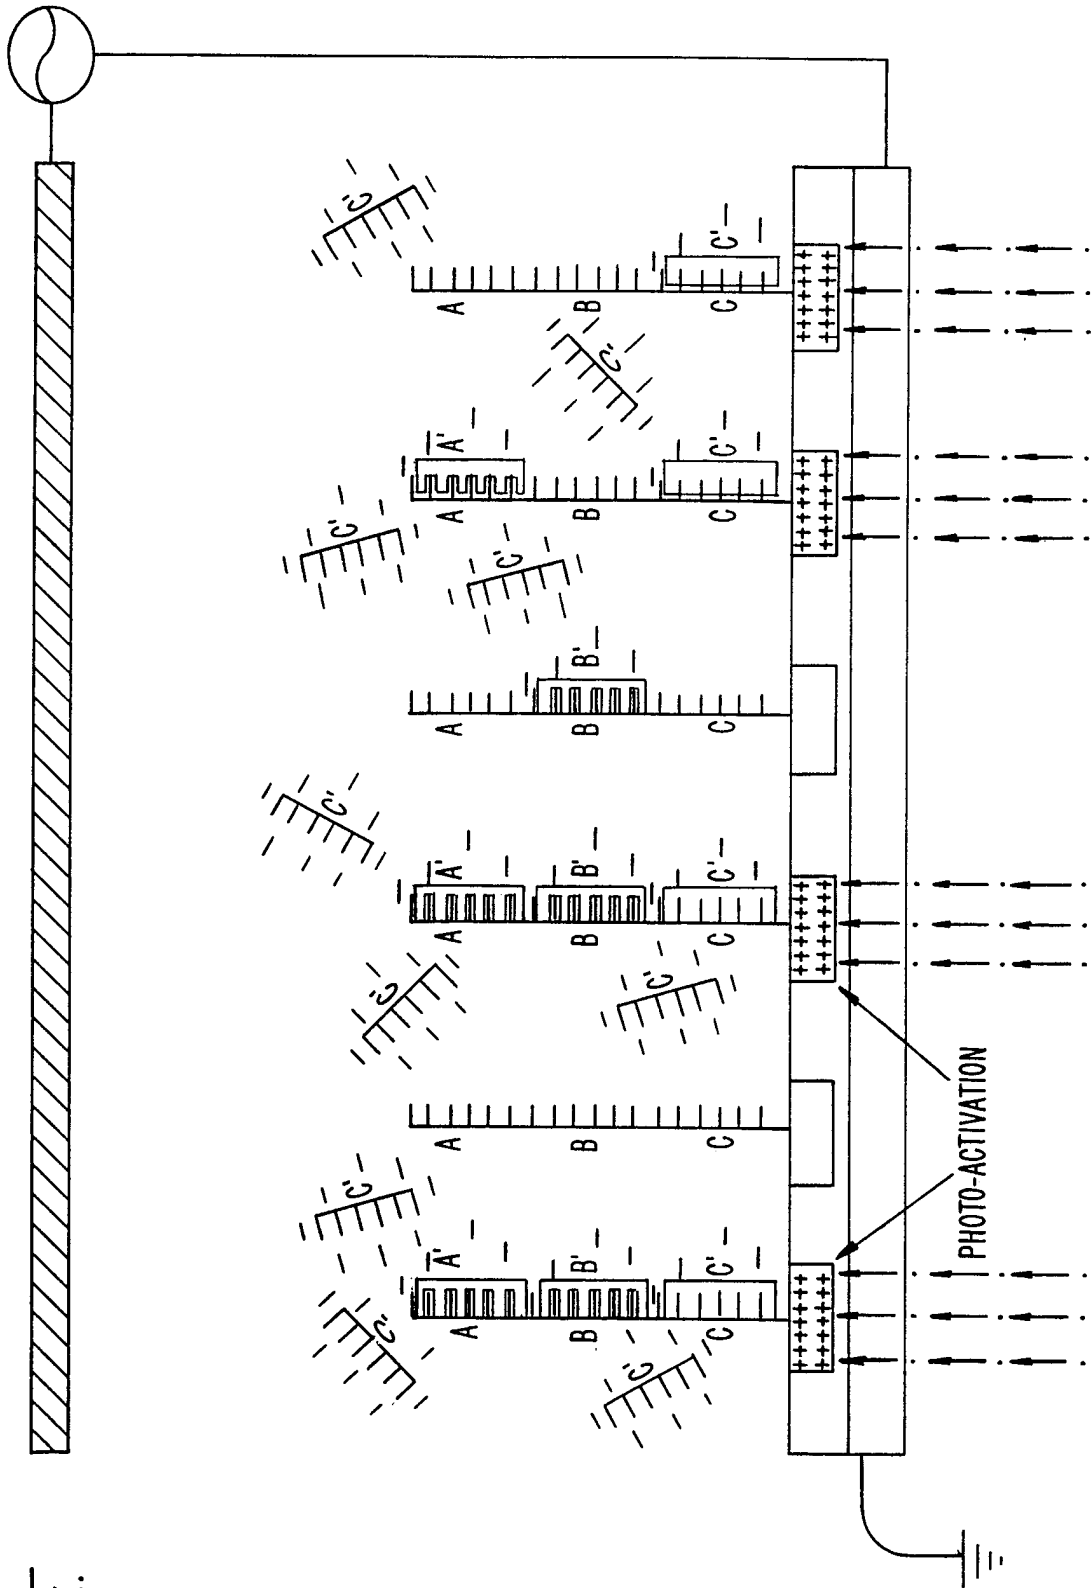 C'
C'
C'
C'
C'
C'
C'
C'
C'
C'
A'
B'
C'
A
B
C
A
B
C
A'
B'
C'
A
B
C
B'
A
B
C
A'
C'
A
B
C
C'
A
B
C
+ + + + + + +
+ + + + + + +
+ + + + + + +
+ + + + + + +
+ + + + + + +
+ + + + + + +
+ + + + + + +
+ + + + + + +
PHOTO-ACTIVATION